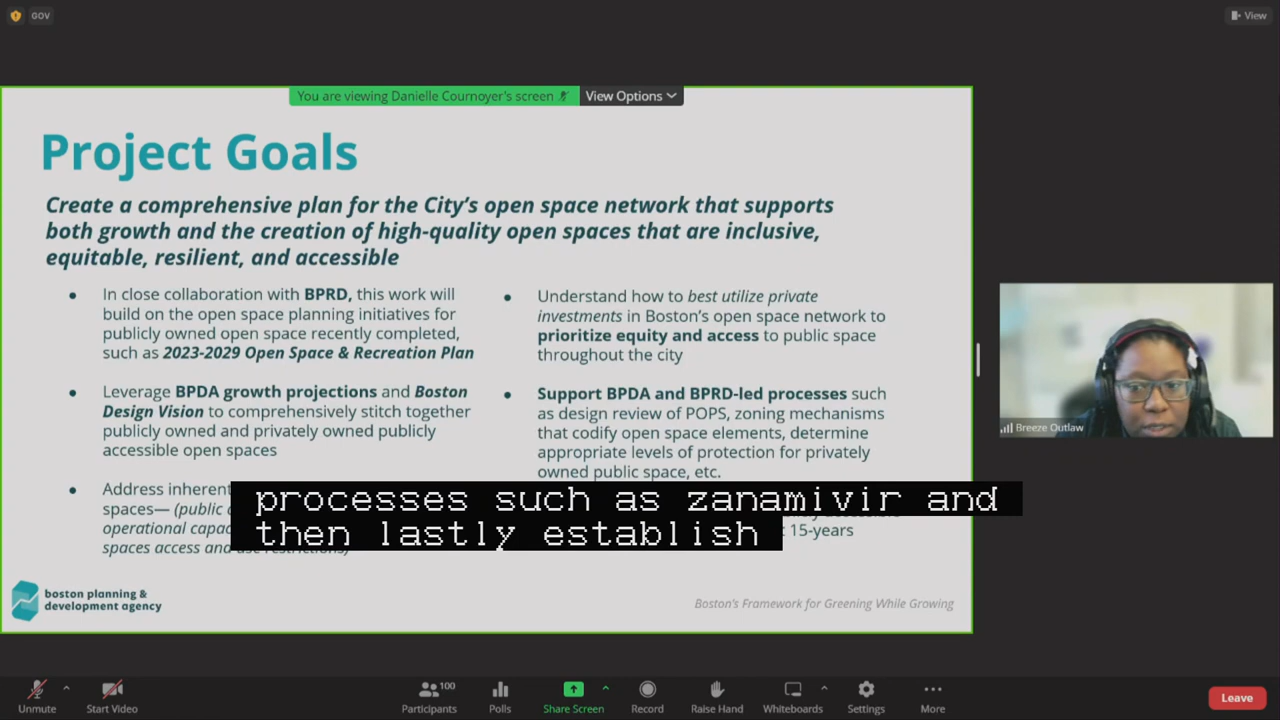 GOV
View
You are viewing Danielle Cournoyer's screen
View Options
Project Goals
Create a comprehensive plan for the City's open space network that supports
both growth and the creation of high-quality open spaces that are inclusive,
equitable, resilient, and accessible
In close collaboration with BPRD, this work will
build on the open space planning initiatives for
publicly owned open space recently completed,
such as 2023-2029 Open Space & Recreation Plan
Leverage BPDA growth projections and Boston
Design Vision to comprehensively stitch together
publicly owned and privately owned publicly
accessible open spaces
Address inherent
spaces— (public
operational
spaces access and use restrictions)
Understand how to best utilize private
investments in Boston's open space network to
prioritize equity and access to public space
throughout the city
Support BPDA and BPRD-led processes such
as design review of POPS, zoning mechanisms
that codify open space elements, determine
appropriate levels of protection for privately
owned public space, etc.
15-years
processes such as zanamivir and
then lastly establish
boston planning &
development agency
Boston's Framework for Greening While Growing
Breeze Outlaw
Unmute
Start Video
100
Participants
Polls
Share Screen
Record
Raise Hand
Whiteboards
Settings
More
Leave